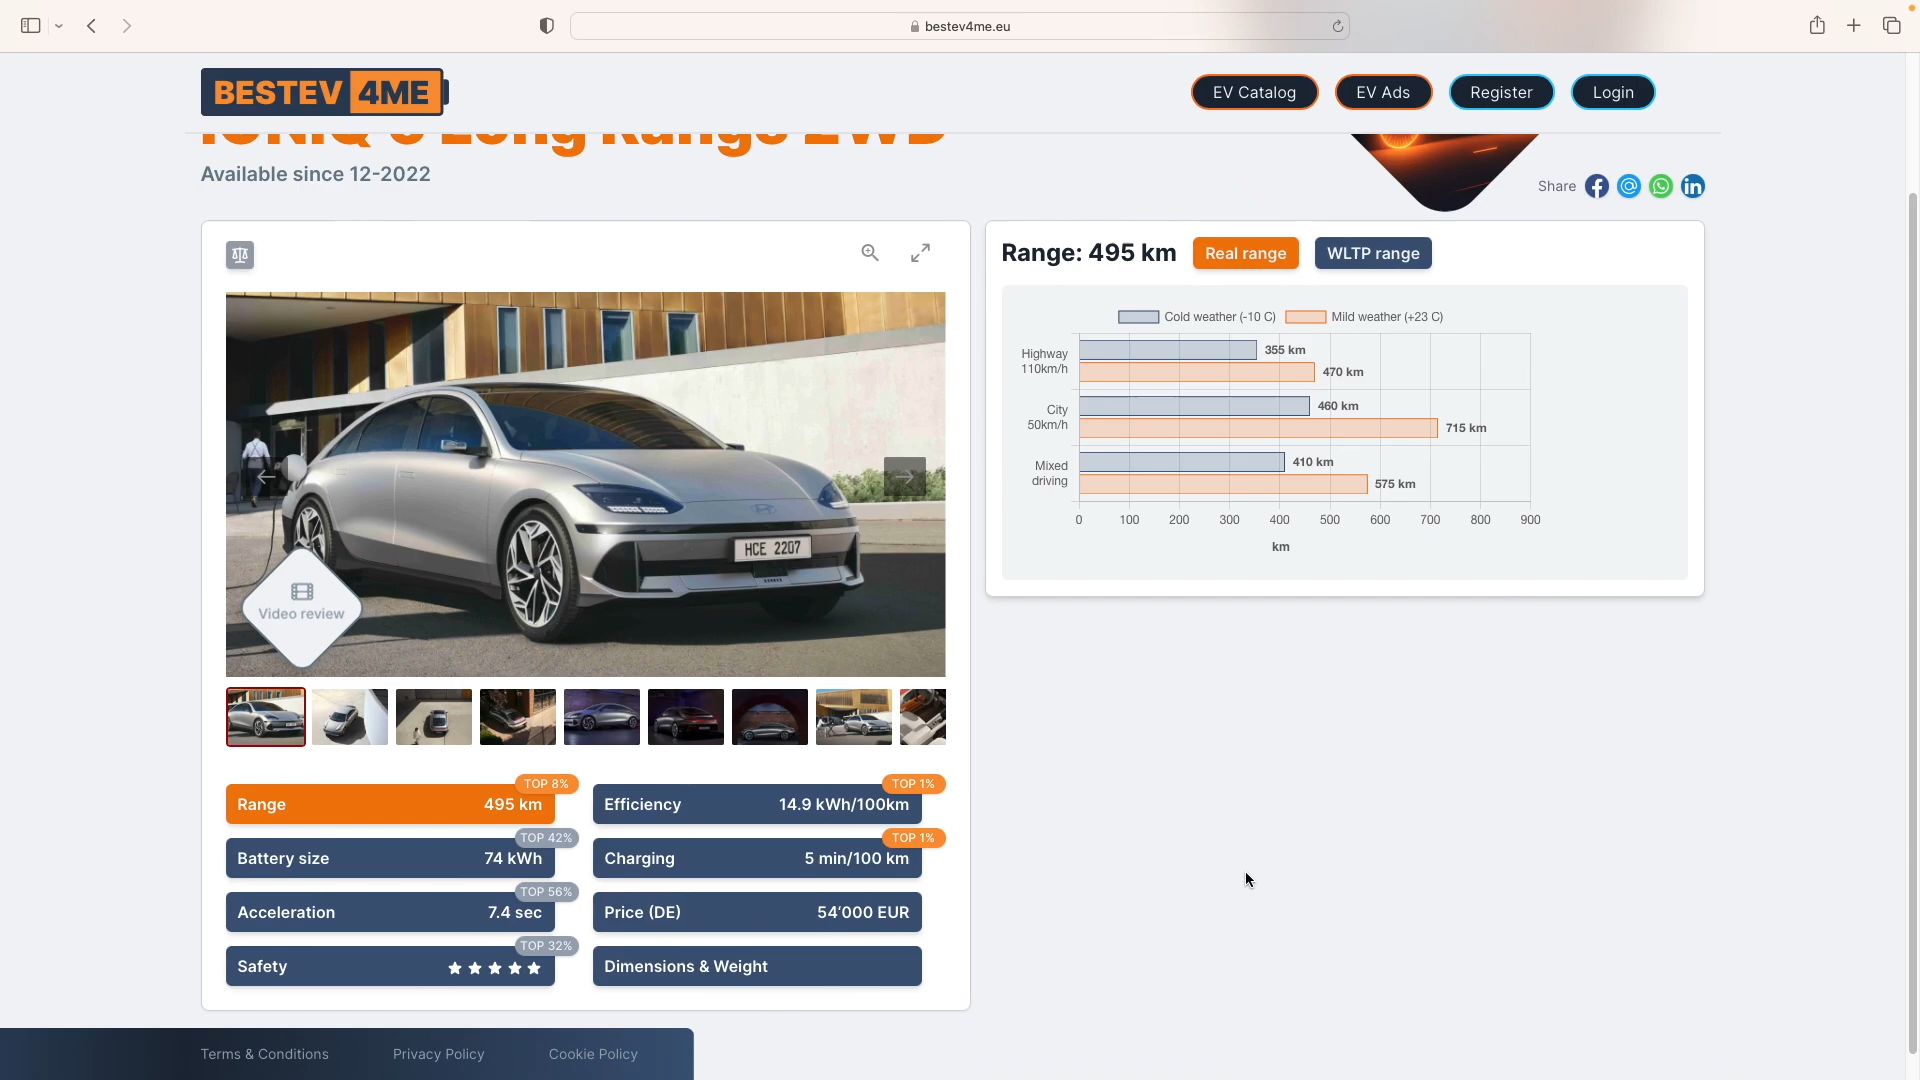 bestev4me.eu
BESTEV 4ME
EV Catalog
EV Ads
Register
Login
IONIQ 6 Long Range 2WD
Available since 12-2022
Share
Range: 495 km
Real range
WLTP range
Cold weather (-10 C)
Mild weather (+23 C)
Highway
110km/h
355 km
470 km
City
50km/h
460 km
715 km
Mixed
driving
410 km
575 km
0 100 200 300 400 500 600 700 800 900
km
HCE 2207
Video review
TOP 8%
Range 495 km
TOP 1%
Efficiency 14.9 kWh/100km
TOP 42%
Battery size 74 kWh
TOP 1%
Charging 5 min/100 km
TOP 56%
Acceleration 7.4 sec
Price (DE) 54‘000 EUR
TOP 32%
Safety
Dimensions & Weight
Terms & Conditions
Privacy Policy
Cookie Policy